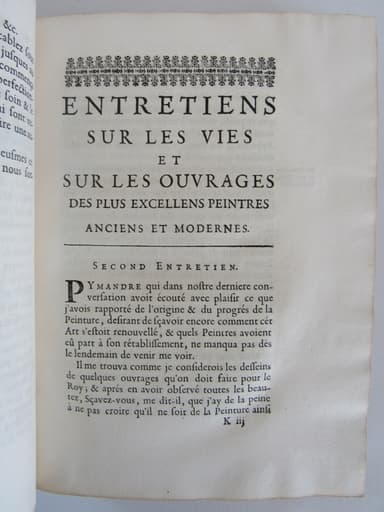 &c.
ENTRETIENS
SUR LES VIES
ET
SUR LES OUVRAGES
DES PLUS EXCELLENS PEINTRES
ANCIENS ET MODERNES.
SECOND ENTRETIEN.
PYMANDRE qui dans nostre derniere con-
versation avoit écouté avec plaisir ce que
j'avois rapporté de l'origine & du progrés de la
Peinture, desirant de sçavoir encore comment cét
Art s'estoit renouvellé, & quels Peintres avoient
eû part à son rétablissement, ne manqua pas dès
le lendemain de venir me voir.
Il me trouva comme je considerois les desseins
de quelques ouvrages qu'on doit faire pour le
Roy; & aprés en avoir observé toutes les beau-
tez, Sçavez-vous, me dit-il, que j'ay de la peine
à ne pas croire qu'il ne soit de la Peinture ainsi
K iij